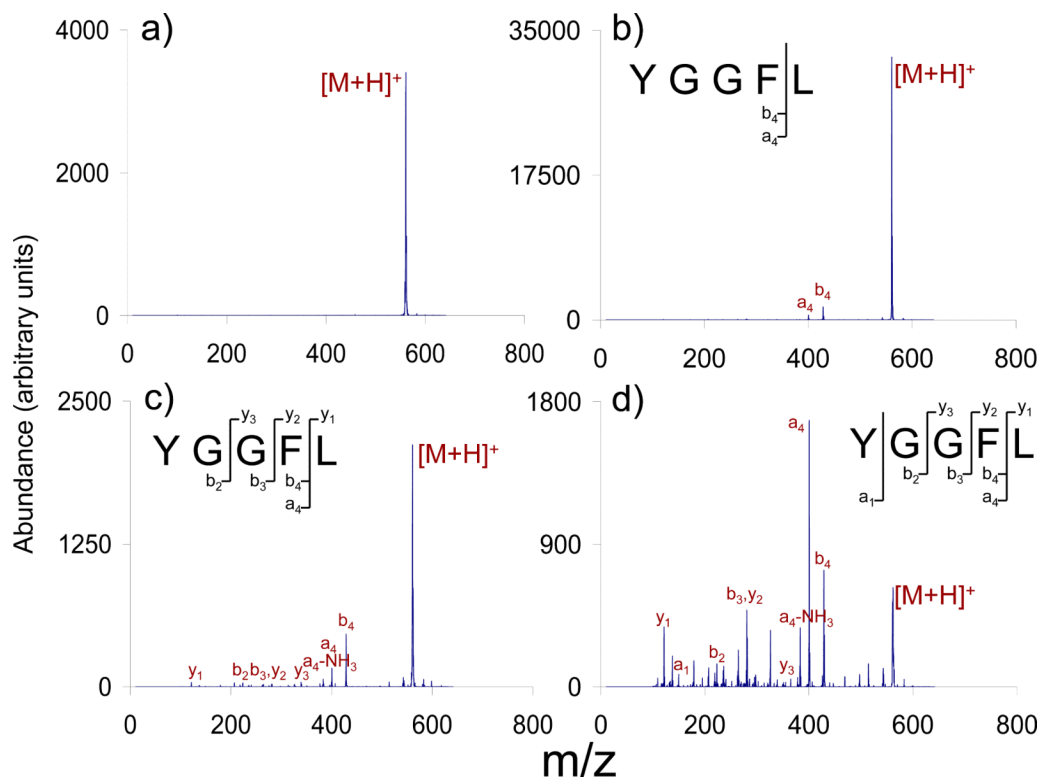 Abundance (arbitrary units)
a)
4000
2000
0
[M+H]+
0 200 400 600 800
b)
35000
17500
0
Y G G F L
b4
a4
[M+H]+
a4 b4
0 200 400 600 800
c)
2500
1250
0
y3 y2 y1
Y G G F L
b2 b3 b4
a4
[M+H]+
b4
a4
a4-NH3
y1 b2 b3,y2 y3
0 200 400 600 800
d)
1800
900
0
a4
y3 y2 y1
Y G G F L
a1 b2 b3 b4
a4
b4
[M+H]+
b3,y2
a4-NH3
y1
a1 b2 y3
0 200 400 600 800
m/z